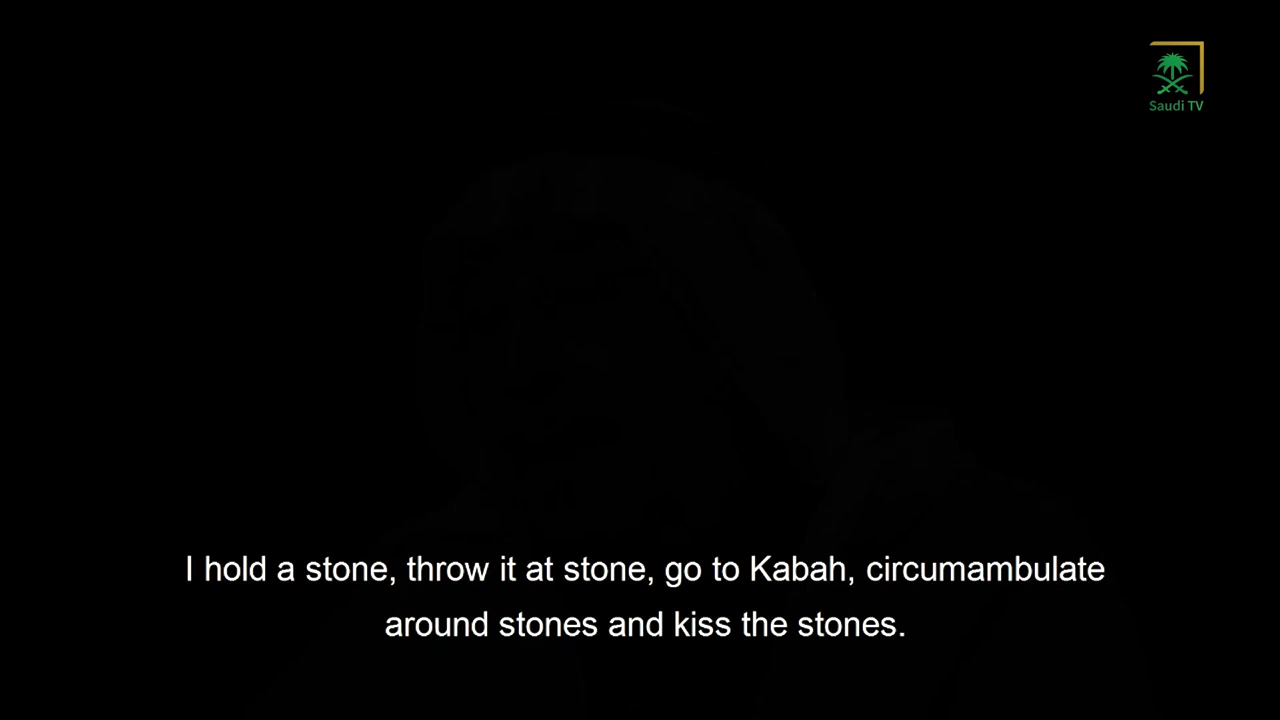 Saudi TV
I hold a stone, throw it at stone, go to Kabah, circumambulate
around stones and kiss the stones.